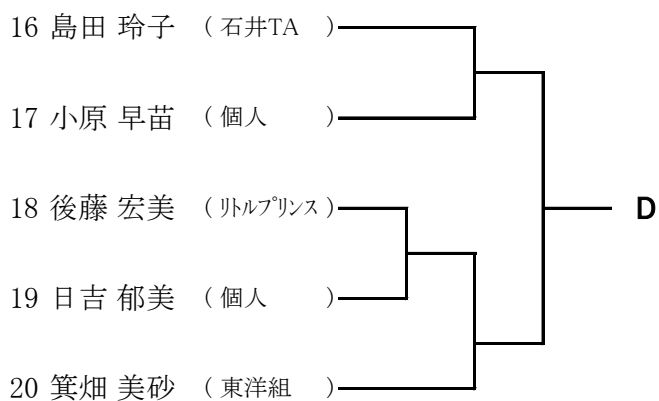 16 島田 玲子 ( 石井TA )
17 小原 早苗 ( 個人 )
18 後藤 宏美 ( リトルプリンス )
D
19 日吉 郁美 ( 個人 )
20 箕畑 美砂 ( 東洋組 )